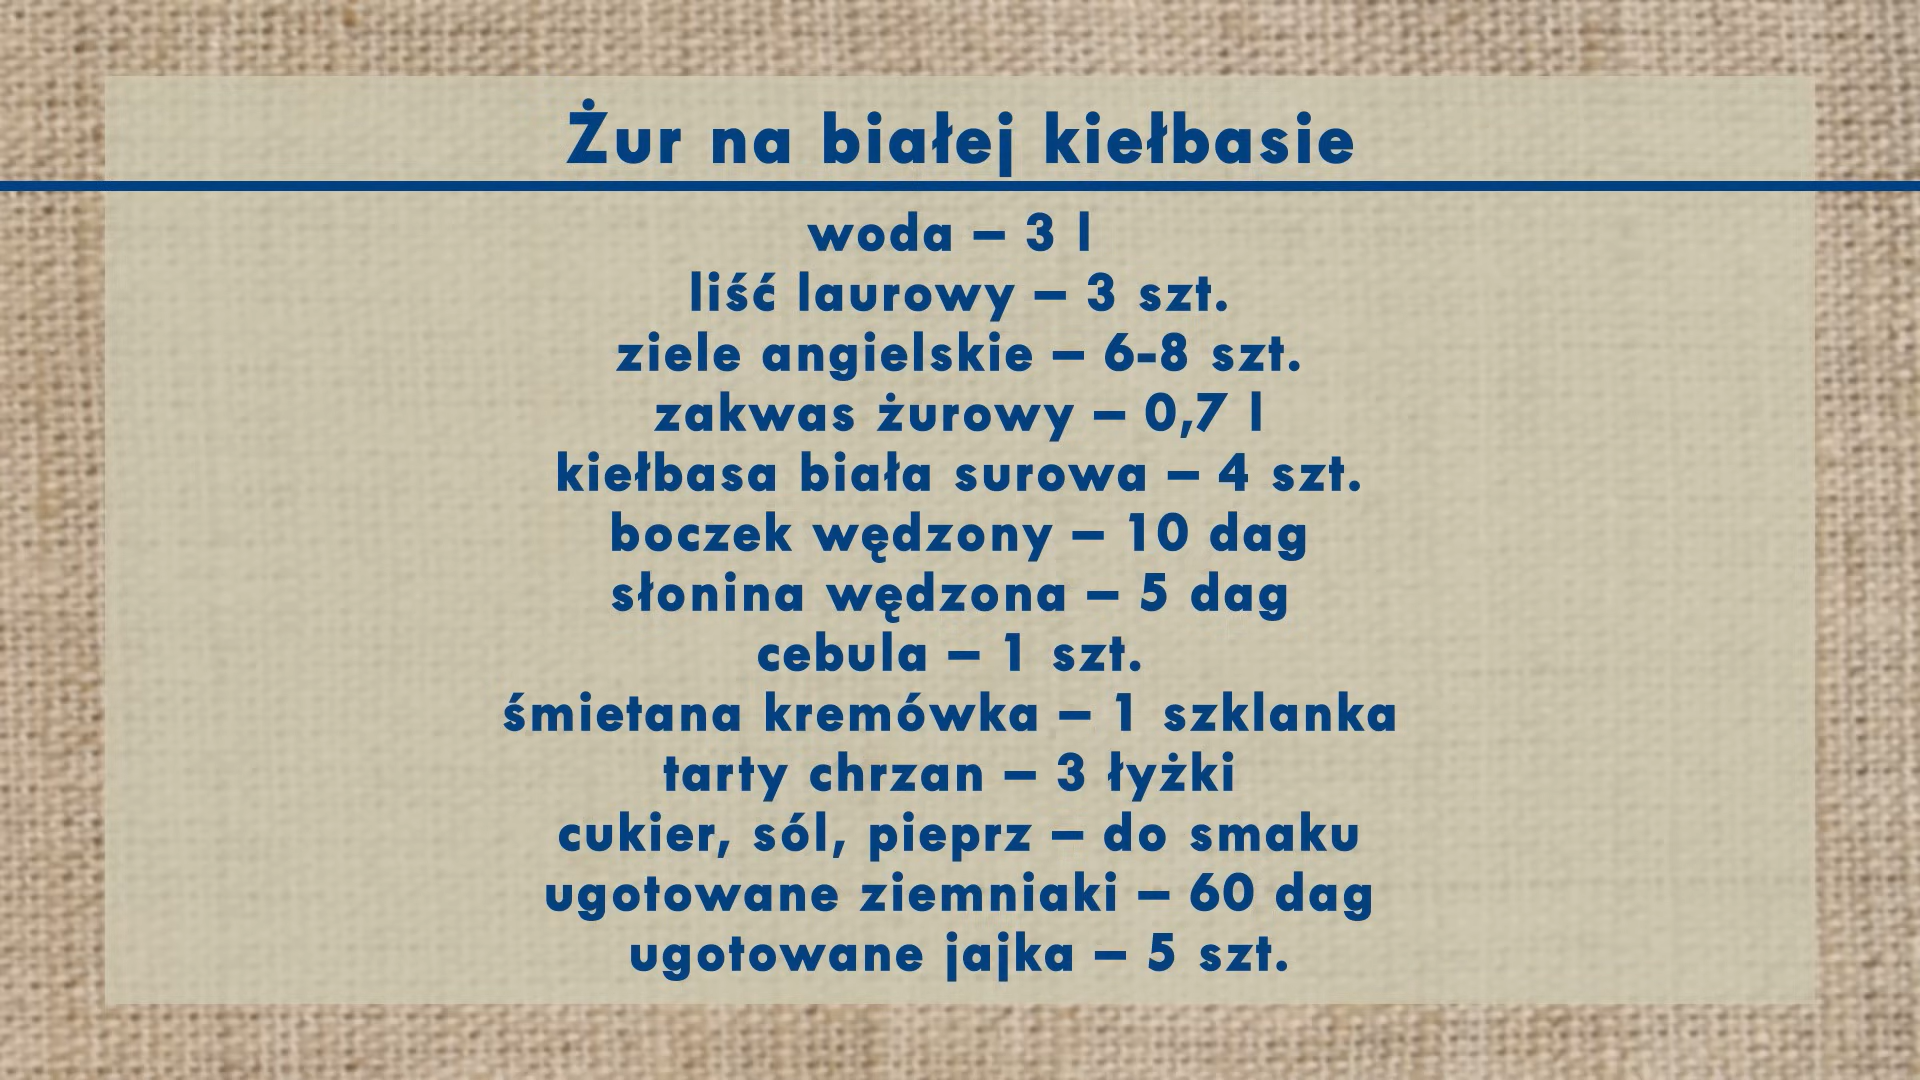 Żur na białej kiełbasie
woda – 3 l
liść laurowy – 3 szt.
ziele angielskie – 6-8 szt.
zakwas żurowy – 0,7 l
kiełbasa biała surowa – 4 szt.
boczek wędzony – 10 dag
słonina wędzona – 5 dag
cebula – 1 szt.
śmietana kremówka – 1 szklanka
tarty chrzan – 3 łyżki
cukier, sól, pieprz – do smaku
ugotowane ziemniaki – 60 dag
ugotowane jajka – 5 szt.